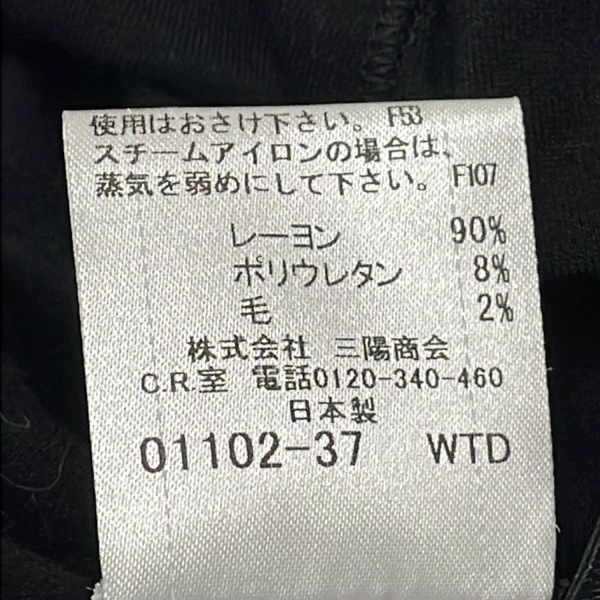 使用はおさけ下さい。 F53
スチームアイロンの場合は、
蒸気を弱めにして下さい。 F107
レーヨン 90%
ポリウレタン 8%
毛 2%
株式会社 三陽商会
C.R.室 電話0120-340-460
日本製
01102-37 WTD